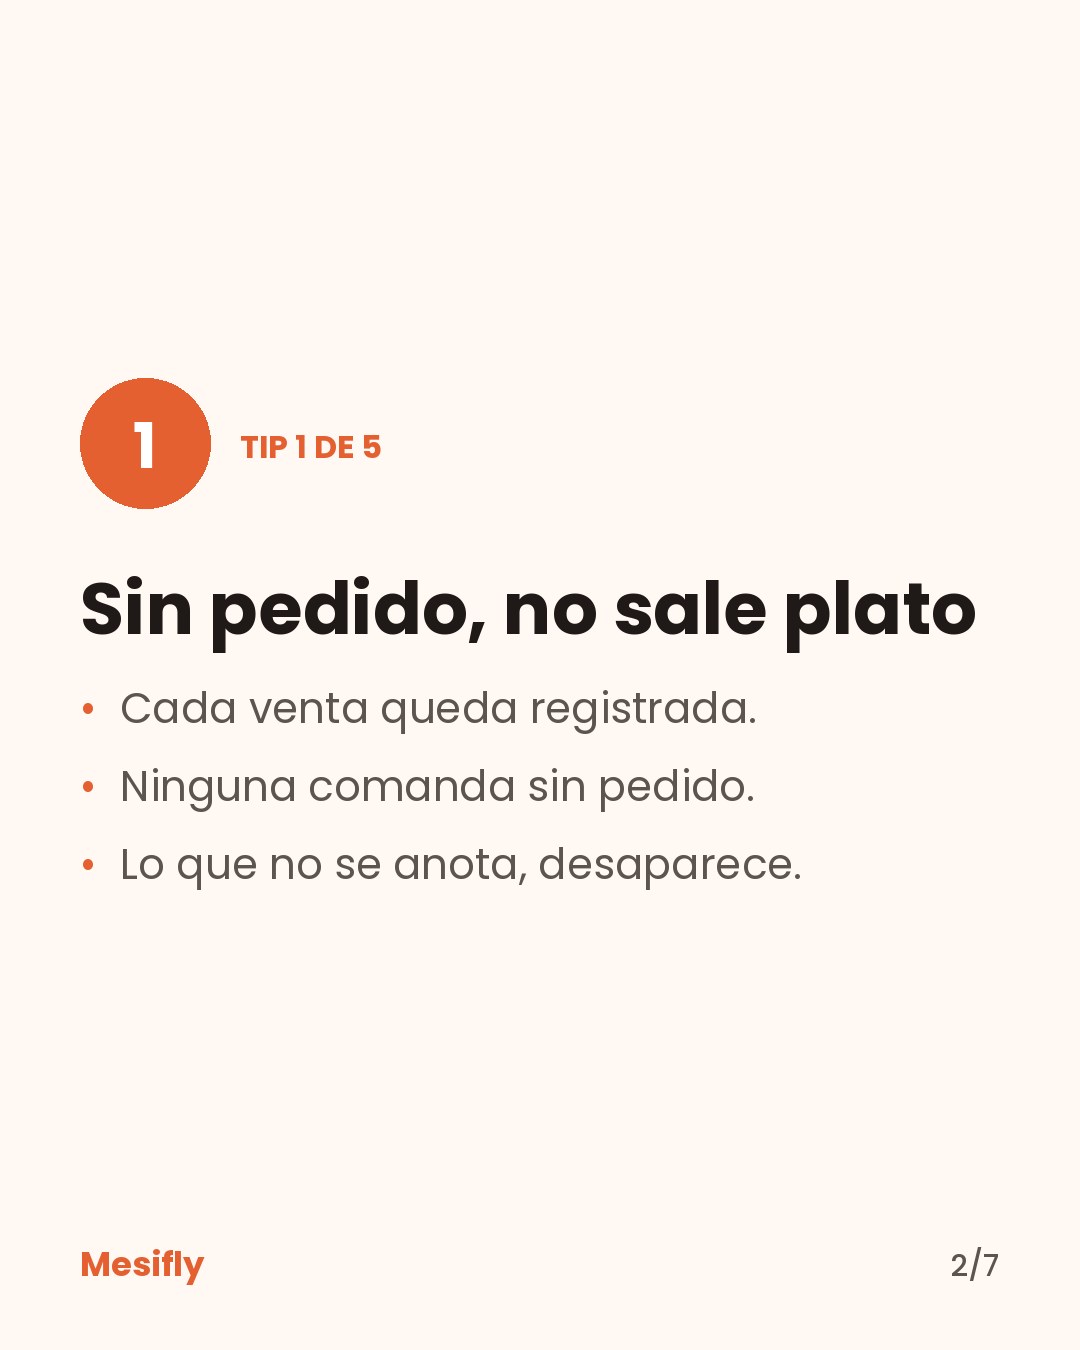 1
TIP 1 DE 5
Sin pedido, no sale plato
• Cada venta queda registrada.
• Ninguna comanda sin pedido.
• Lo que no se anota, desaparece.
Mesifly
2/7